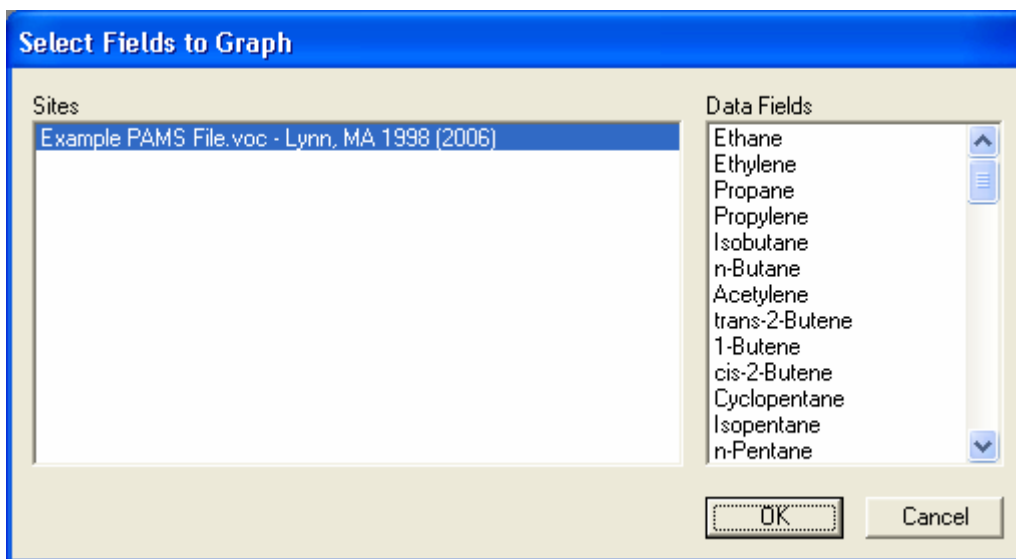 Select Fields to Graph
Sites
Example PAMS File.voc - Lynn, MA 1998 (2006)
Data Fields
Ethane
Ethylene
Propane
Propylene
Isobutane
n-Butane
Acetylene
trans-2-Butene
1-Butene
cis-2-Butene
Cyclopentane
Isopentane
n-Pentane
OK
Cancel